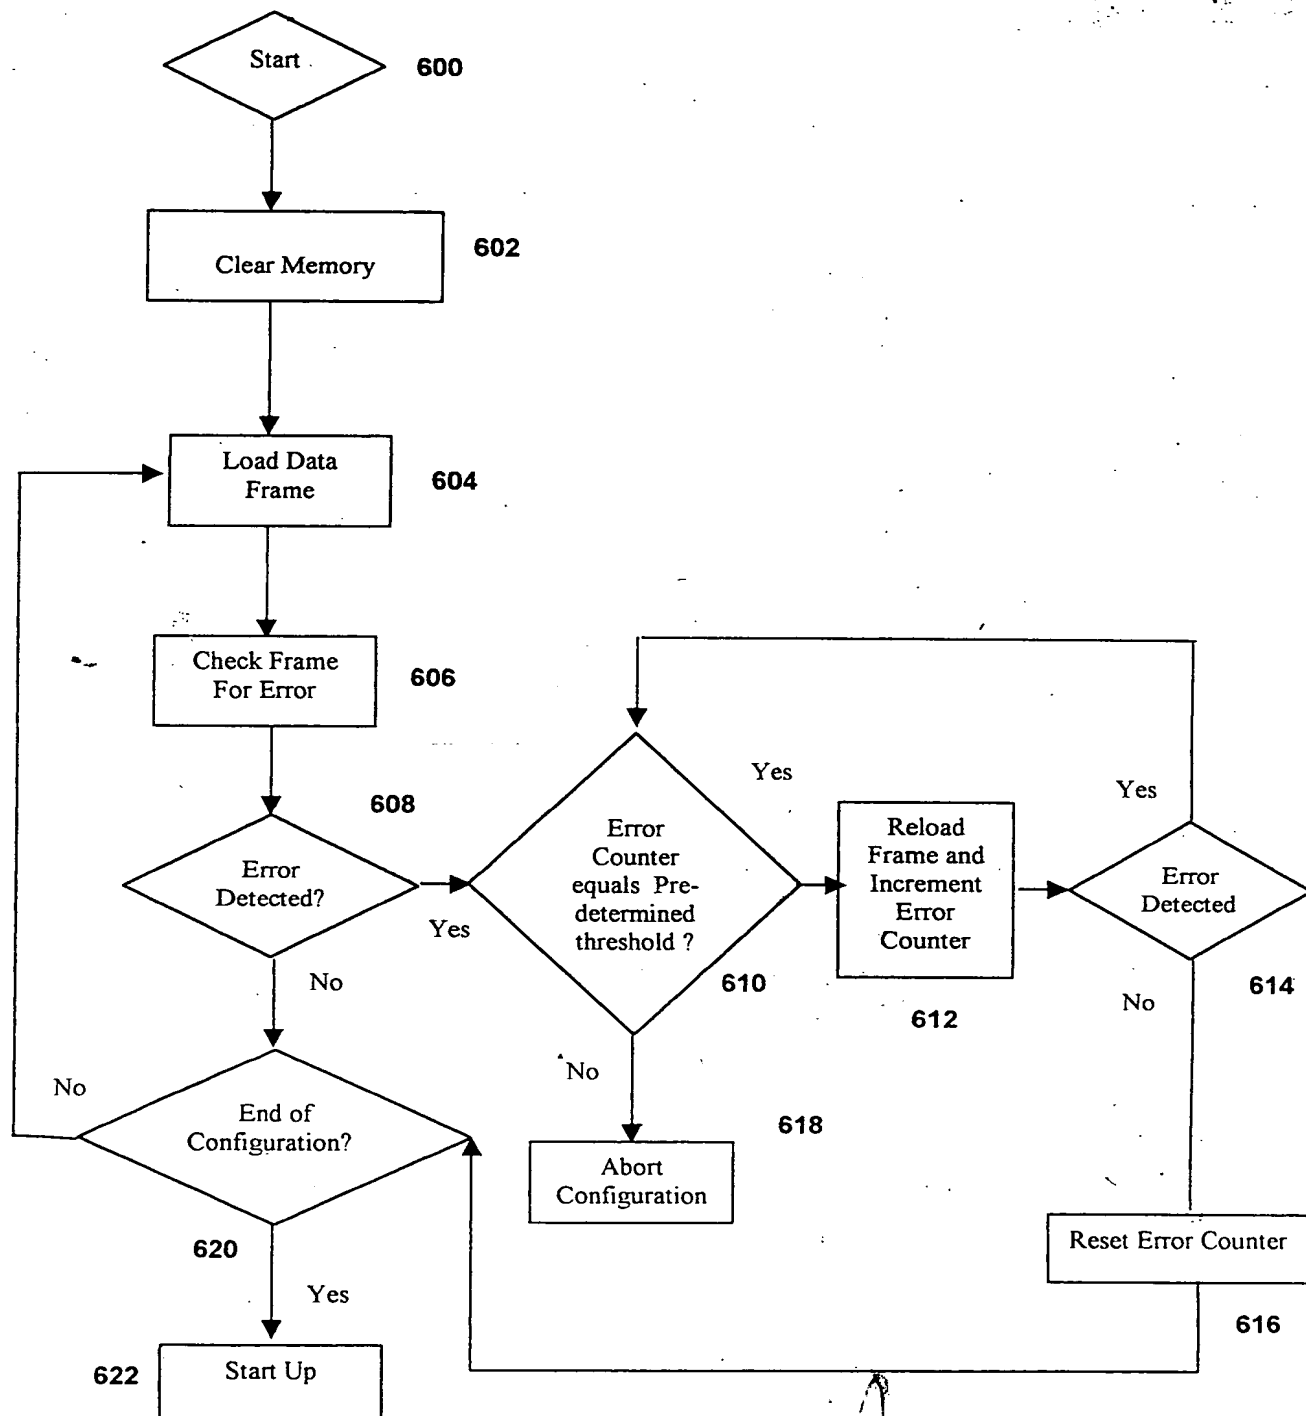 Start
600
Clear Memory
602
Load Data
Frame
604
Check Frame
For Error
606
608
Error
Detected?
Yes
No
Error
Counter
equals Pre-
determined
threshold ?
610
Yes
No
Reload
Frame and
Increment
Error
Counter
612
Yes
Error
Detected
614
No
End of
Configuration?
No
620
Yes
618
Abort
Configuration
Reset Error Counter
616
622
Start Up